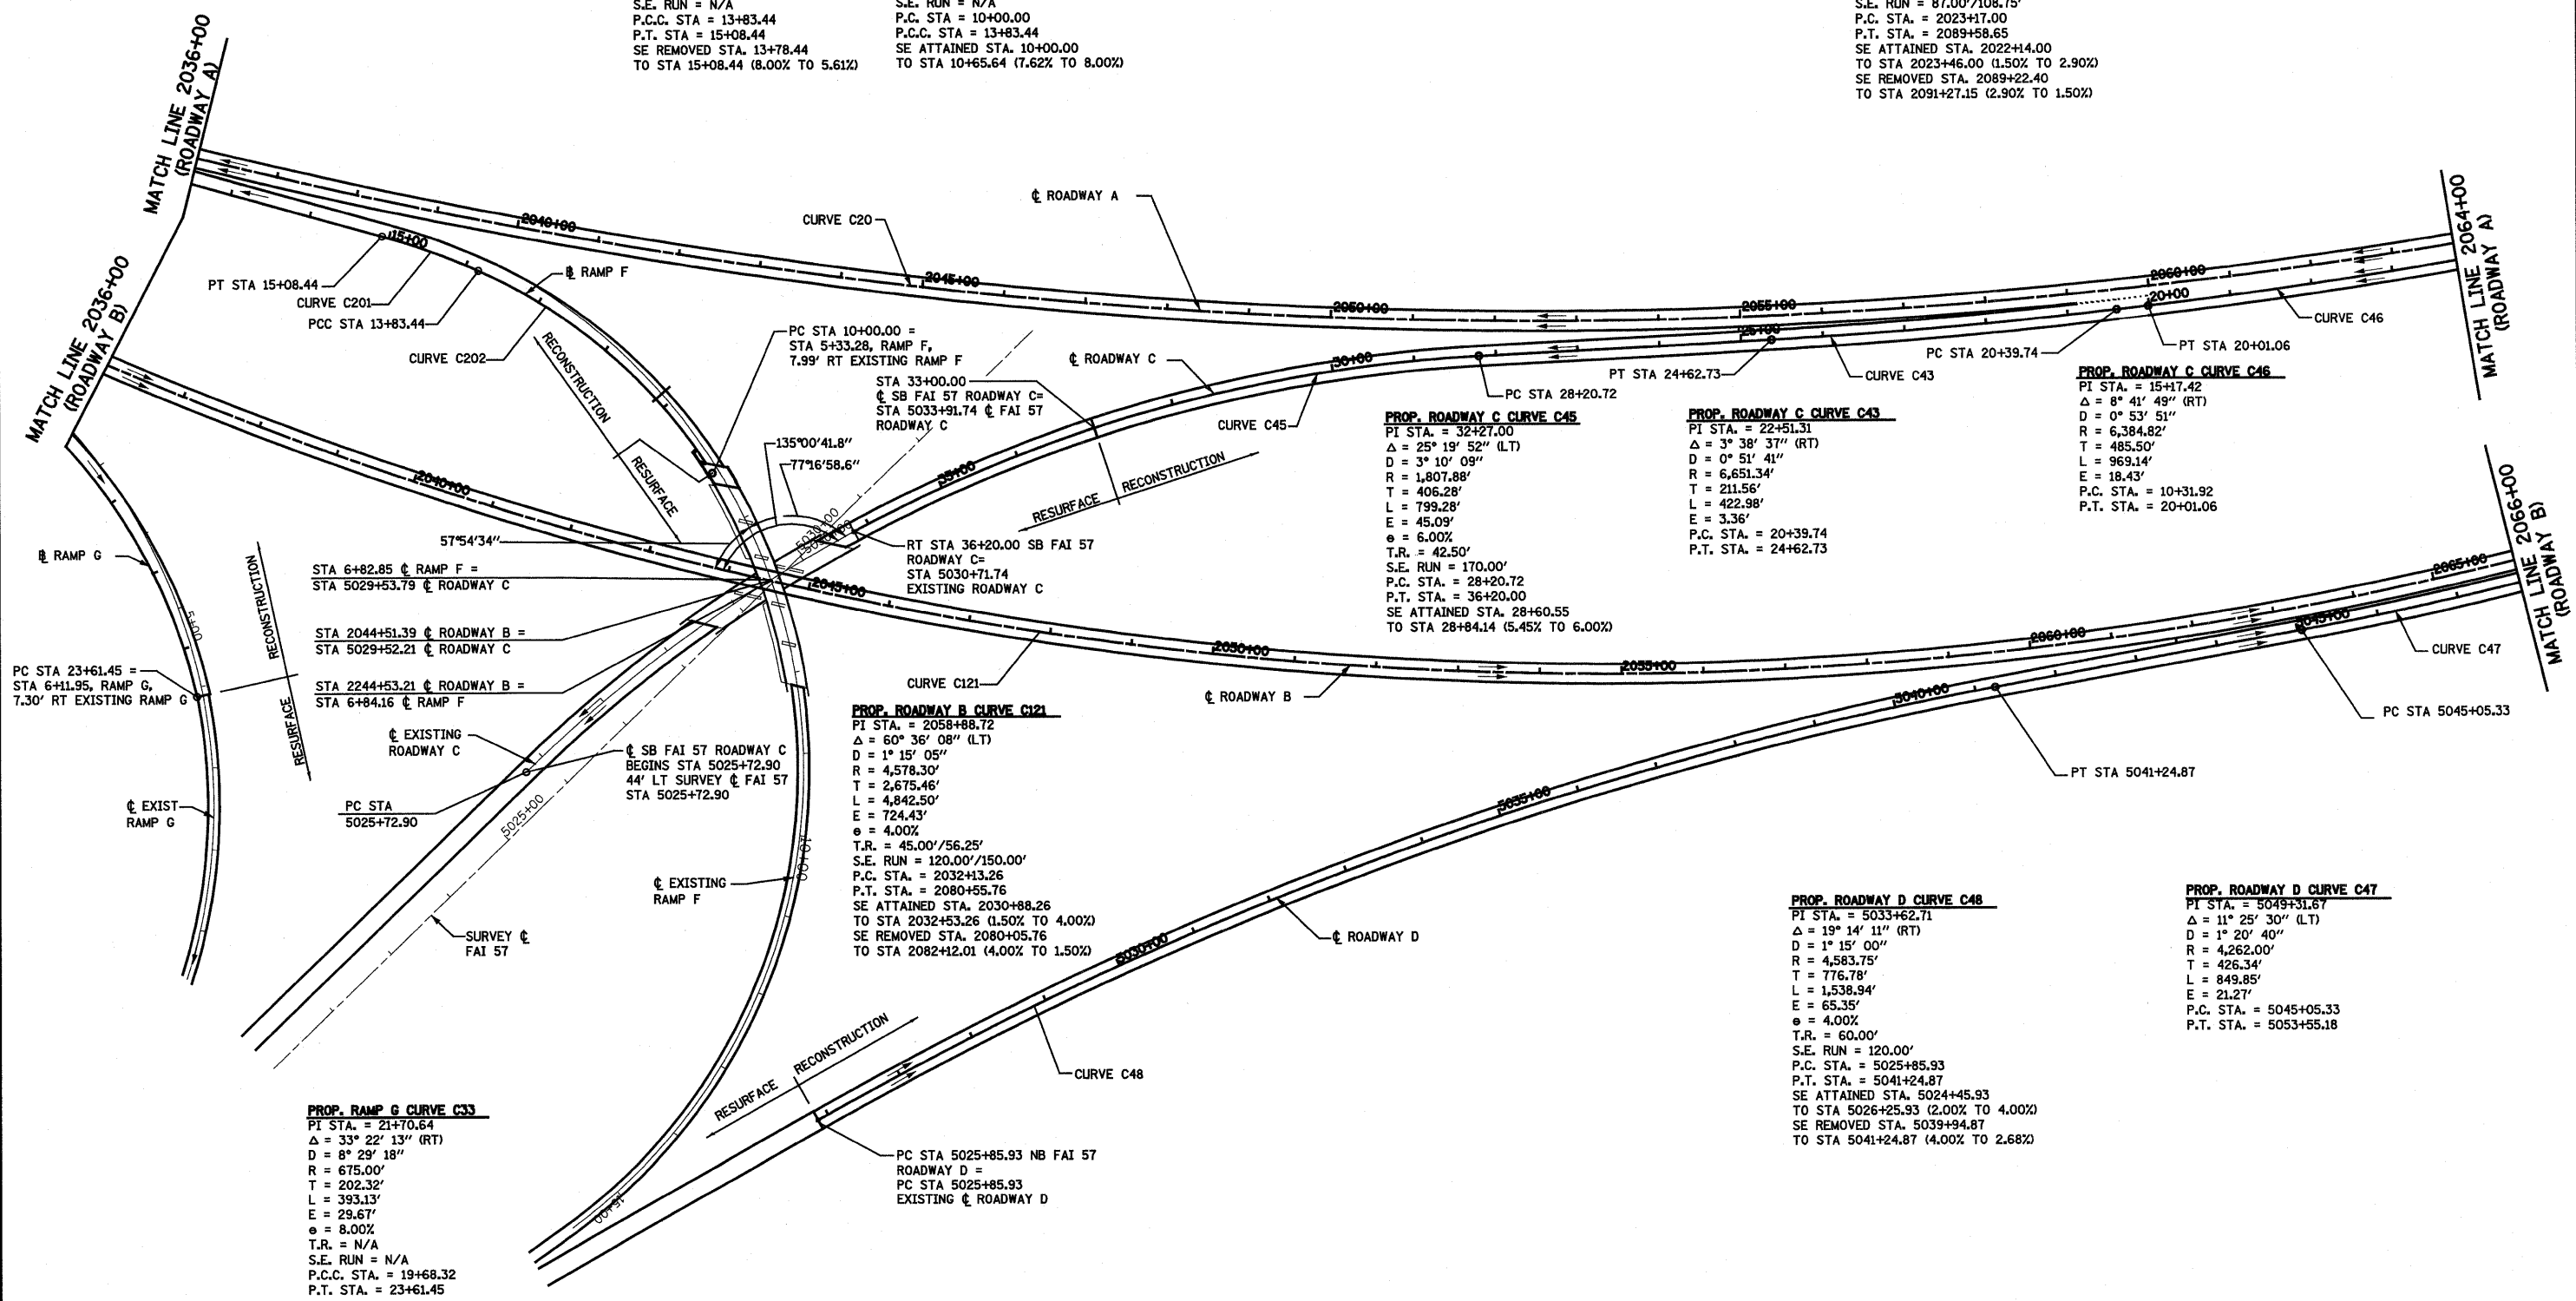 S.E. RUN = N/A
P.C.C. STA = 13+83.44
P.T. STA = 15+08.44
SE REMOVED STA. 13+78.44
TO STA 15+08.44 (8.00% TO 5.61%)
S.E. RUN = N/A
P.C. STA = 10+00.00
P.C.C. STA = 13+83.44
SE ATTAINED STA. 10+00.00
TO STA 10+65.64 (7.62% TO 8.00%)
S.E. RUN = 87.00'/108.75'
P.C. STA. = 2023+17.00
P.T. STA. = 2089+58.65
SE ATTAINED STA. 2022+14.00
TO STA 2023+46.00 (1.50% TO 2.90%)
SE REMOVED STA. 2089+22.40
TO STA 2091+27.15 (2.90% TO 1.50%)
MATCH LINE 2036+00
(ROADWAY A)
MATCH LINE 2036+00
(ROADWAY B)
MATCH LINE 2064+00
(ROADWAY A)
MATCH LINE 2066+00
(ROADWAY B)
2040+00
CURVE C20
℄ ROADWAY A
2045+00
2050+00
2055+00
2060+00
20+00
15+00
PT STA 15+08.44
CURVE C201
PCC STA 13+83.44
CURVE C202
℄ RAMP F
RECONSTRUCTION
RESURFACE
PC STA 10+00.00 =
STA 5+33.28, RAMP F,
7.99' RT EXISTING RAMP F
STA 33+00.00
℄ SB FAI 57 ROADWAY C=
STA 5033+91.74 ℄ FAI 57
ROADWAY C
℄ ROADWAY C
30+00
25+00
35+00
CURVE C45
PC STA 28+20.72
PT STA 24+62.73
CURVE C43
PC STA 20+39.74
PT STA 20+01.06
CURVE C46
RESURFACE
RECONSTRUCTION
135°00'41.8"
77°16'58.6"
57°54'34"
5030+00
RT STA 36+20.00 SB FAI 57
ROADWAY C=
STA 5030+71.74
EXISTING ROADWAY C
PROP. ROADWAY C CURVE C45
PI STA. = 32+27.00
Δ = 25° 19' 52" (LT)
D = 3° 10' 09"
R = 1,807.88'
T = 406.28'
L = 799.28'
E = 45.09'
e = 6.00%
T.R. = 42.50'
S.E. RUN = 170.00'
P.C. STA. = 28+20.72
P.T. STA. = 36+20.00
SE ATTAINED STA. 28+60.55
TO STA 28+84.14 (5.45% TO 6.00%)
PROP. ROADWAY C CURVE C43
PI STA. = 22+51.31
Δ = 3° 38' 37" (RT)
D = 0° 51' 41"
R = 6,651.34'
T = 211.56'
L = 422.98'
E = 3.36'
P.C. STA. = 20+39.74
P.T. STA. = 24+62.73
PROP. ROADWAY C CURVE C46
PI STA. = 15+17.42
Δ = 8° 41' 49" (RT)
D = 0° 53' 51"
R = 6,384.82'
T = 485.50'
L = 969.14'
E = 18.43'
P.C. STA. = 10+31.92
P.T. STA. = 20+01.06
2040+00
2045+00
2050+00
2055+00
2060+00
2065+00
℄ RAMP G
5+00
RECONSTRUCTION
RESURFACE
PC STA 23+61.45 =
STA 6+11.95, RAMP G,
7.30' RT EXISTING RAMP G
℄ EXIST
RAMP G
STA 6+82.85 ℄ RAMP F =
STA 5029+53.79 ℄ ROADWAY C
STA 2044+51.39 ℄ ROADWAY B =
STA 5029+52.21 ℄ ROADWAY C
STA 2244+53.21 ℄ ROADWAY B =
STA 6+84.16 ℄ RAMP F
℄ EXISTING
ROADWAY C
PC STA
5025+72.90
5025+00
℄ SB FAI 57 ROADWAY C
BEGINS STA 5025+72.90
44' LT SURVEY ℄ FAI 57
STA 5025+72.90
SURVEY ℄
FAI 57
℄ EXISTING
RAMP F
10+00
15+00
CURVE C121
℄ ROADWAY B
PROP. ROADWAY B CURVE C121
PI STA. = 2058+88.72
Δ = 60° 36' 08" (LT)
D = 1° 15' 05"
R = 4,578.30'
T = 2,675.46'
L = 4,842.50'
E = 724.43'
e = 4.00%
T.R. = 45.00'/56.25'
S.E. RUN = 120.00'/150.00'
P.C. STA. = 2032+13.26
P.T. STA. = 2080+55.76
SE ATTAINED STA. 2030+88.26
TO STA 2032+53.26 (1.50% TO 4.00%)
SE REMOVED STA. 2080+05.76
TO STA 2082+12.01 (4.00% TO 1.50%)
5045+00
5040+00
5035+00
5030+00
CURVE C47
PC STA 5045+05.33
PT STA 5041+24.87
℄ ROADWAY D
CURVE C48
RESURFACE
RECONSTRUCTION
PC STA 5025+85.93 NB FAI 57
ROADWAY D =
PC STA 5025+85.93
EXISTING ℄ ROADWAY D
PROP. ROADWAY D CURVE C48
PI STA. = 5033+62.71
Δ = 19° 14' 11" (RT)
D = 1° 15' 00"
R = 4,583.75'
T = 776.78'
L = 1,538.94'
E = 65.35'
e = 4.00%
T.R. = 60.00'
S.E. RUN = 120.00'
P.C. STA. = 5025+85.93
P.T. STA. = 5041+24.87
SE ATTAINED STA. 5024+45.93
TO STA 5026+25.93 (2.00% TO 4.00%)
SE REMOVED STA. 5039+94.87
TO STA 5041+24.87 (4.00% TO 2.68%)
PROP. ROADWAY D CURVE C47
PI STA. = 5049+31.67
Δ = 11° 25' 30" (LT)
D = 1° 20' 40"
R = 4,262.00'
T = 426.34'
L = 849.85'
E = 21.27'
P.C. STA. = 5045+05.33
P.T. STA. = 5053+55.18
PROP. RAMP G CURVE C33
PI STA. = 21+70.64
Δ = 33° 22' 13" (RT)
D = 8° 29' 18"
R = 675.00'
T = 202.32'
L = 393.13'
E = 29.67'
e = 8.00%
T.R. = N/A
S.E. RUN = N/A
P.C.C. STA. = 19+68.32
P.T. STA. = 23+61.45